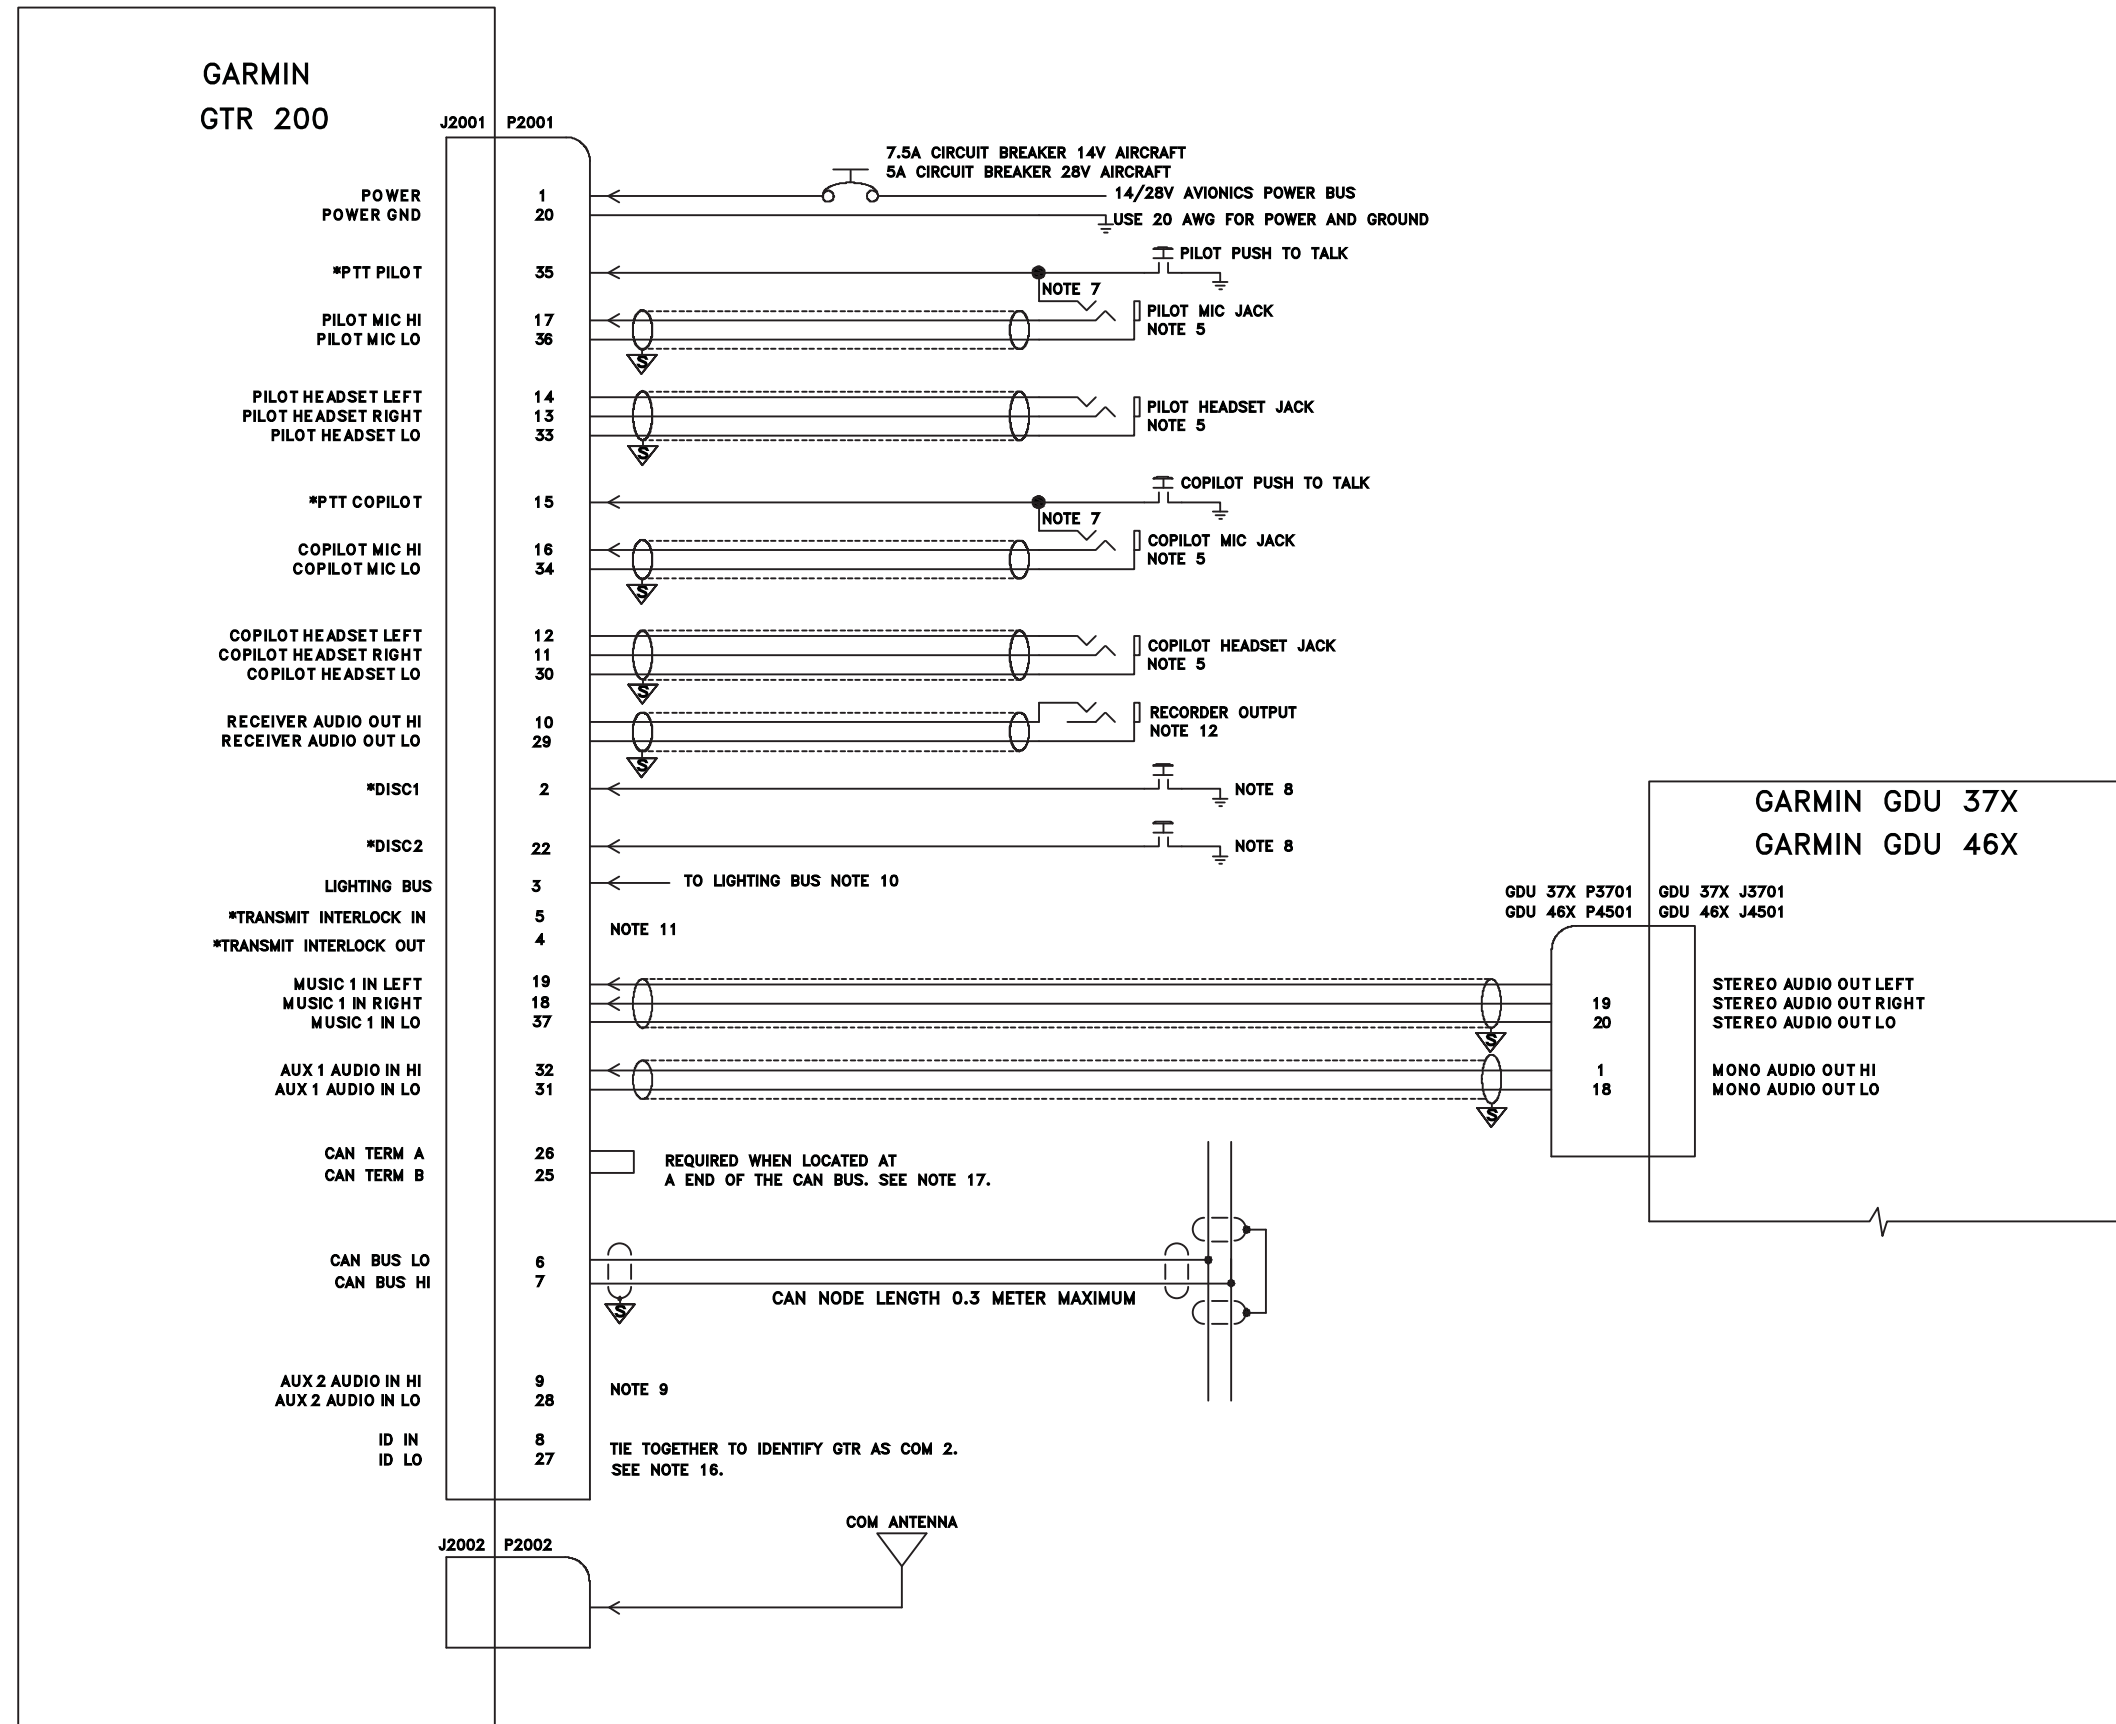 GARMIN
GTR 200
J2001 P2001
7.5A CIRCUIT BREAKER 14V AIRCRAFT
5A CIRCUIT BREAKER 28V AIRCRAFT
POWER 1 14/28V AVIONICS POWER BUS
POWER GND 20 USE 20 AWG FOR POWER AND GROUND
PILOT PUSH TO TALK
*PTT PILOT 35
NOTE 7
PILOT MIC HI 17 PILOT MIC JACK
PILOT MIC LO 36 NOTE 5
S
PILOT HEADSET LEFT 14
PILOT HEADSET RIGHT 13 PILOT HEADSET JACK
PILOT HEADSET LO 33 NOTE 5
S
COPILOT PUSH TO TALK
*PTT COPILOT 15
NOTE 7
COPILOT MIC HI 16 COPILOT MIC JACK
COPILOT MIC LO 34 NOTE 5
S
COPILOT HEADSET LEFT 12
COPILOT HEADSET RIGHT 11 COPILOT HEADSET JACK
COPILOT HEADSET LO 30 NOTE 5
S
RECEIVER AUDIO OUT HI 10 RECORDER OUTPUT
RECEIVER AUDIO OUT LO 29 NOTE 12
S
*DISC1 2 NOTE 8
*DISC2 22 NOTE 8
LIGHTING BUS 3 TO LIGHTING BUS NOTE 10
*TRANSMIT INTERLOCK IN 5
NOTE 11
*TRANSMIT INTERLOCK OUT 4
GARMIN GDU 37X
GARMIN GDU 46X
GDU 37X P3701 GDU 37X J3701
GDU 46X P4501 GDU 46X J4501
MUSIC 1 IN LEFT 19 STEREO AUDIO OUT LEFT
MUSIC 1 IN RIGHT 18 19 STEREO AUDIO OUT RIGHT
MUSIC 1 IN LO 37 20 STEREO AUDIO OUT LO
S
AUX 1 AUDIO IN HI 32 1 MONO AUDIO OUT HI
AUX 1 AUDIO IN LO 31 18 MONO AUDIO OUT LO
S
CAN TERM A 26 REQUIRED WHEN LOCATED AT
CAN TERM B 25 A END OF THE CAN BUS. SEE NOTE 17.
CAN BUS LO 6
CAN BUS HI 7
CAN NODE LENGTH 0.3 METER MAXIMUM
S
AUX 2 AUDIO IN HI 9 NOTE 9
AUX 2 AUDIO IN LO 28
ID IN 8 TIE TOGETHER TO IDENTIFY GTR AS COM 2.
ID LO 27 SEE NOTE 16.
COM ANTENNA
J2002 P2002